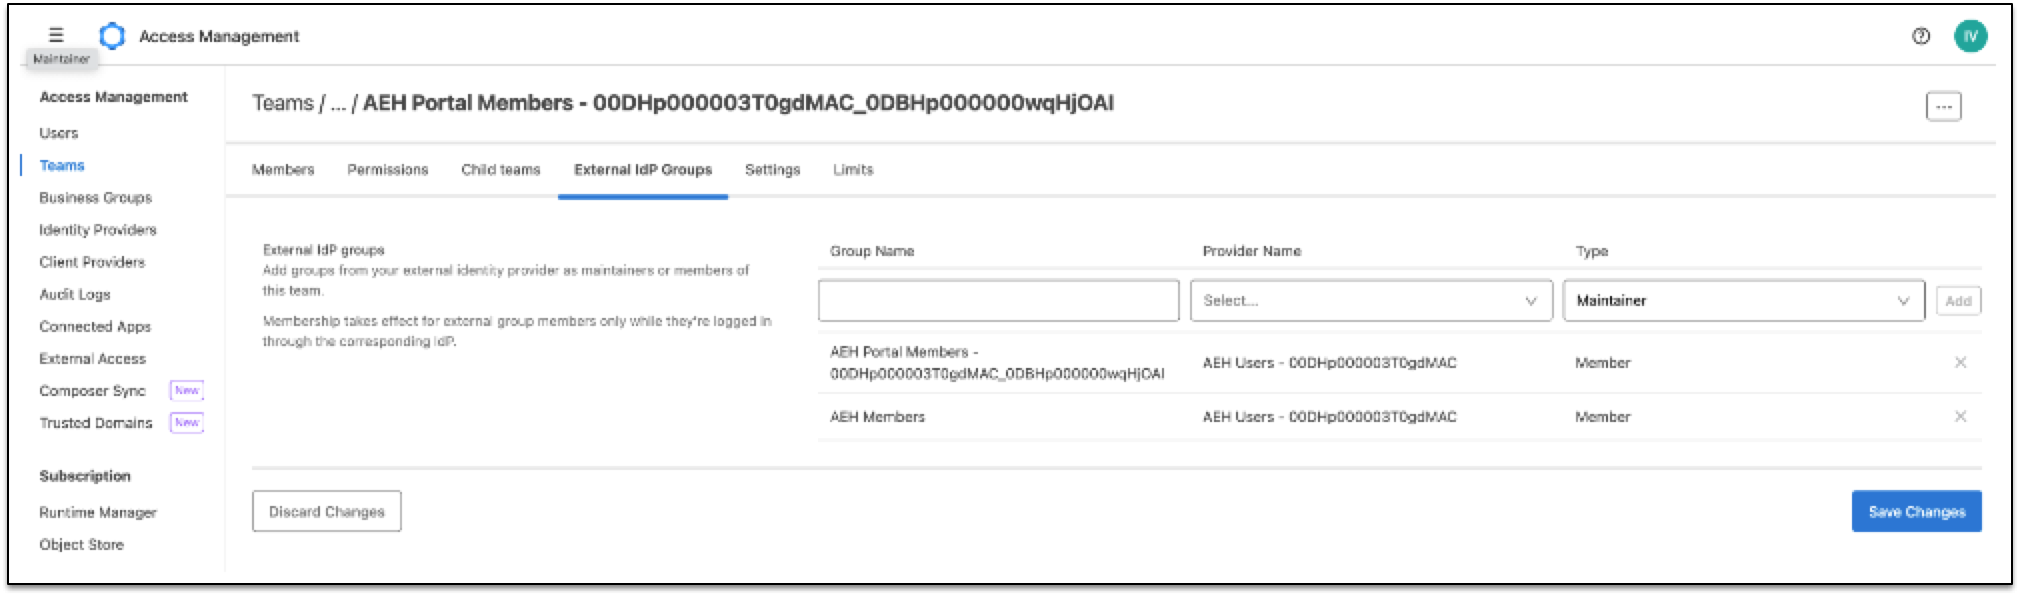 Access Management
IV
Maintainer
Access Management
Users
Teams
Business Groups
Identity Providers
Client Providers
Audit Logs
Connected Apps
External Access
Composer Sync New
Trusted Domains New
Subscription
Runtime Manager
Object Store
Teams / ... / AEH Portal Members - 00DHp000003T0gdMAC_0DBHp000000wqHjOAI
...
Members Permissions Child teams External IdP Groups Settings Limits
External IdP groups
Add groups from your external identity provider as maintainers or members of
this team.
Membership takes effect for external group members only while they're logged in
through the corresponding IdP.
Group Name Provider Name Type
Select... Maintainer Add
AEH Portal Members -
00DHp000003T0gdMAC_0DBHp000000wqHjOAI
AEH Users - 00DHp000003T0gdMAC
Member
AEH Members AEH Users - 00DHp000003T0gdMAC Member
Discard Changes
Save Changes